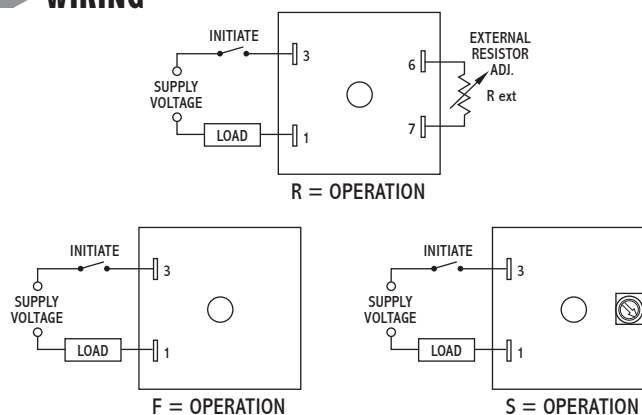 WIRING
INITIATE
3
SUPPLY
VOLTAGE
LOAD
1
6
7
EXTERNAL
RESISTOR
ADJ.
R ext
R = OPERATION
INITIATE
3
SUPPLY
VOLTAGE
LOAD
1
F = OPERATION
INITIATE
3
SUPPLY
VOLTAGE
LOAD
1
S = OPERATION